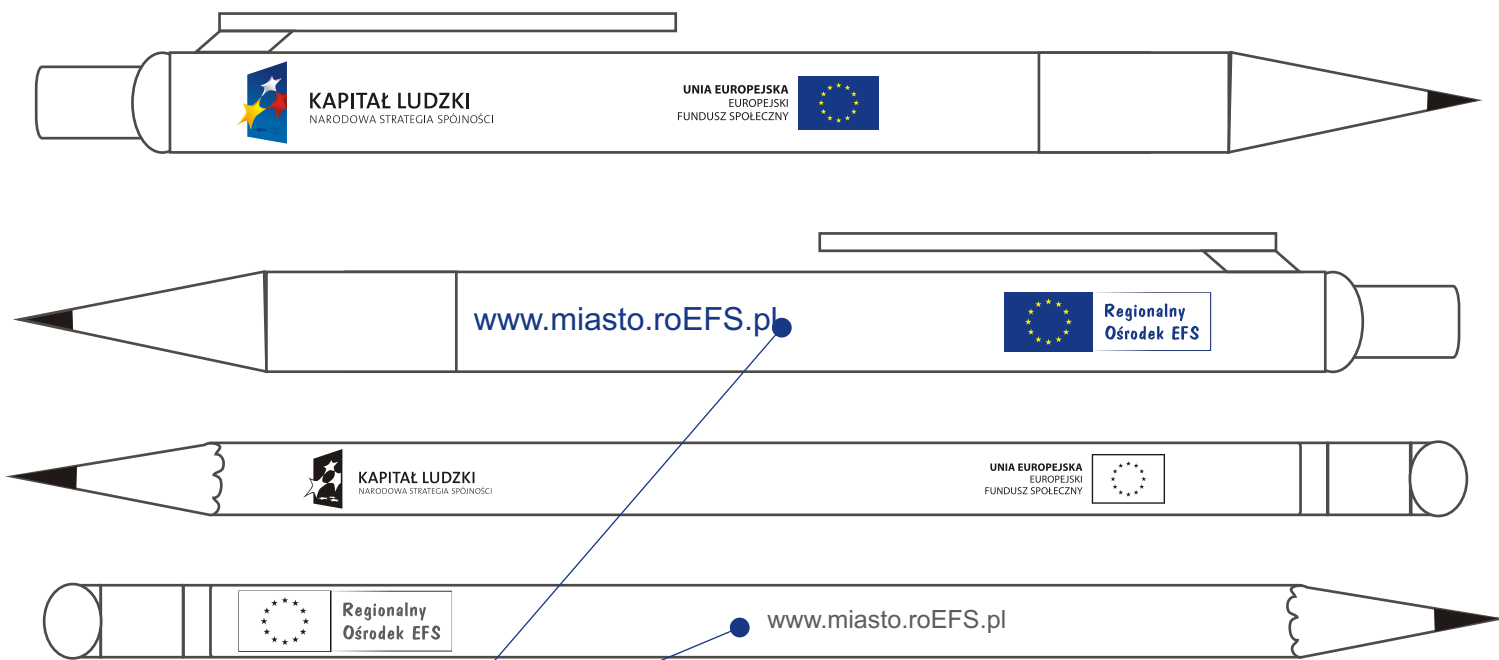 KAPITAŁ LUDZKI
NARODOWA STRATEGIA SPÓJNOŚCI
UNIA EUROPEJSKA
EUROPEJSKI
FUNDUSZ SPOŁECZNY
www.miasto.roEFS.pl
Regionalny
Ośrodek EFS
KAPITAŁ LUDZKI
NARODOWA STRATEGIA SPÓJNOŚCI
UNIA EUROPEJSKA
EUROPEJSKI
FUNDUSZ SPOŁECZNY
Regionalny
Ośrodek EFS
www.miasto.roEFS.pl